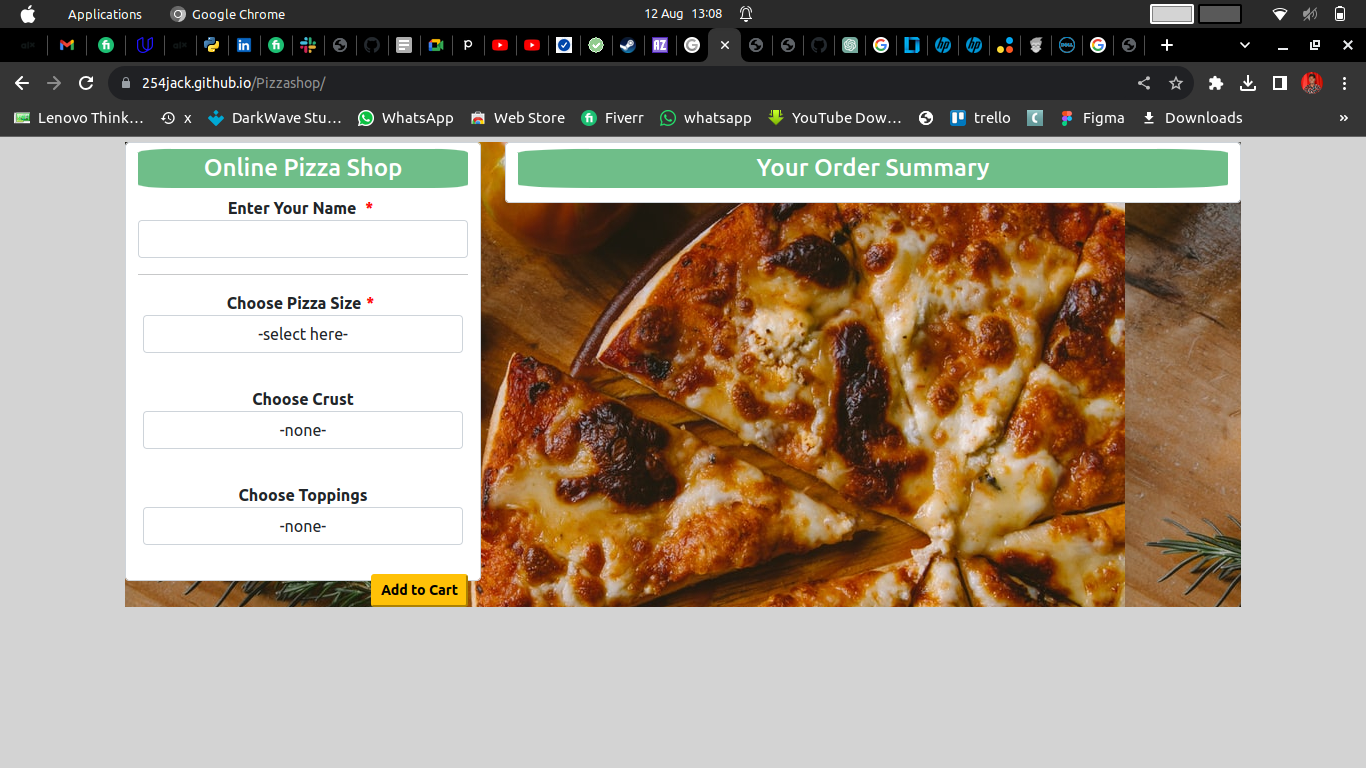 Applications Google Chrome 12 Aug 13:08
254jack.github.io/Pizzashop/
Lenovo Think... x DarkWave Stu... WhatsApp Web Store Fiverr whatsapp YouTube Dow... trello Figma Downloads »
Online Pizza Shop
Enter Your Name *
Choose Pizza Size *
-select here-
Choose Crust
-none-
Choose Toppings
-none-
Add to Cart
Your Order Summary